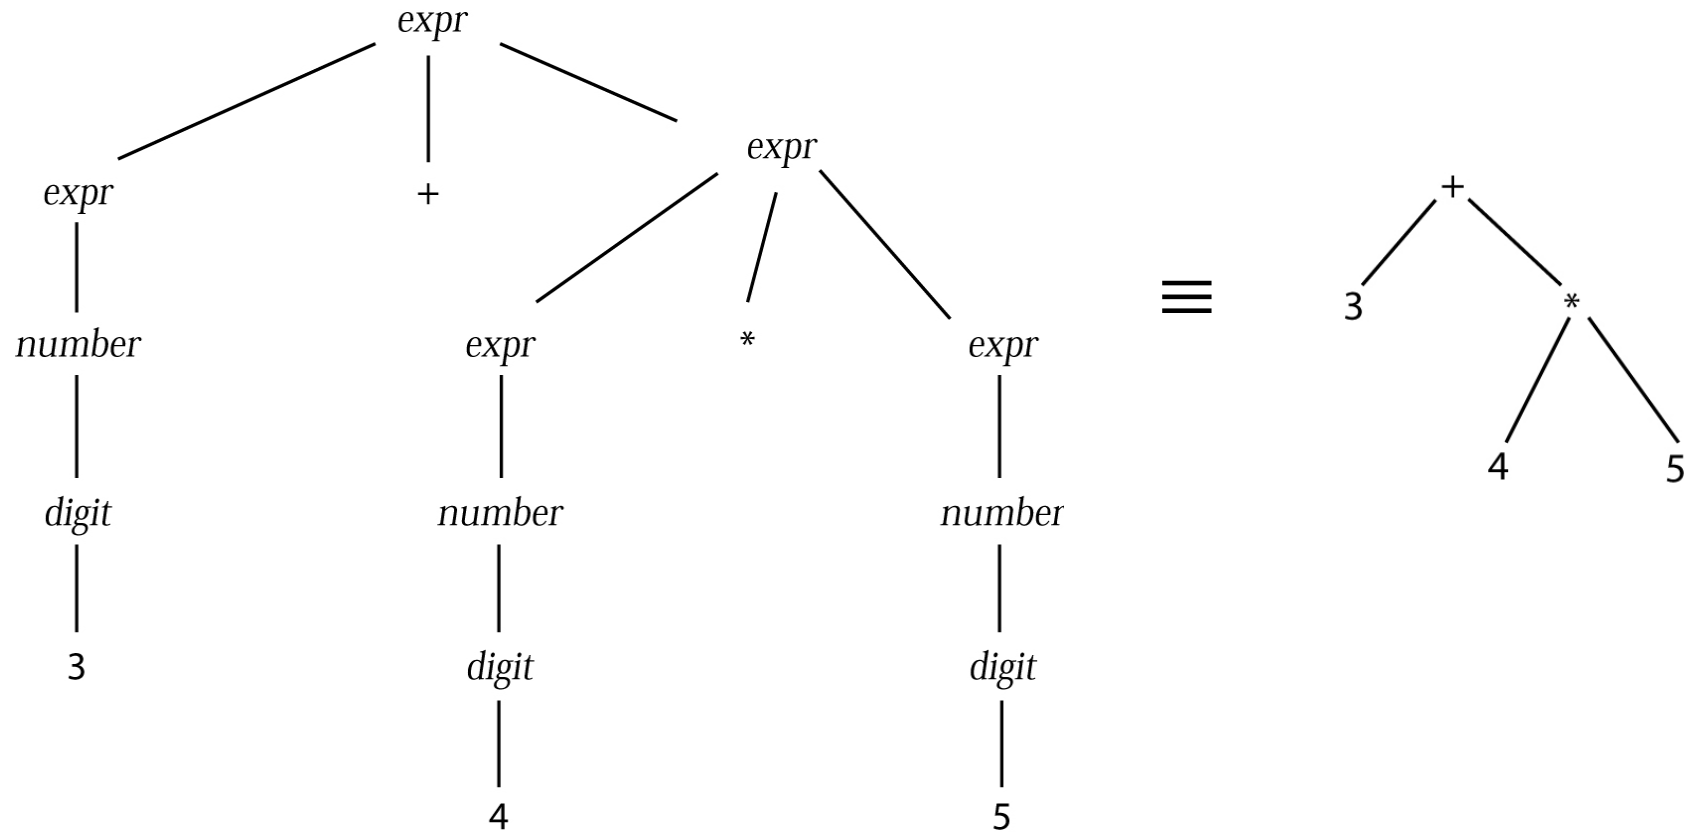 expr
expr
expr + +
3 *
number expr * expr
4 5
digit number number
3 digit digit
4 5